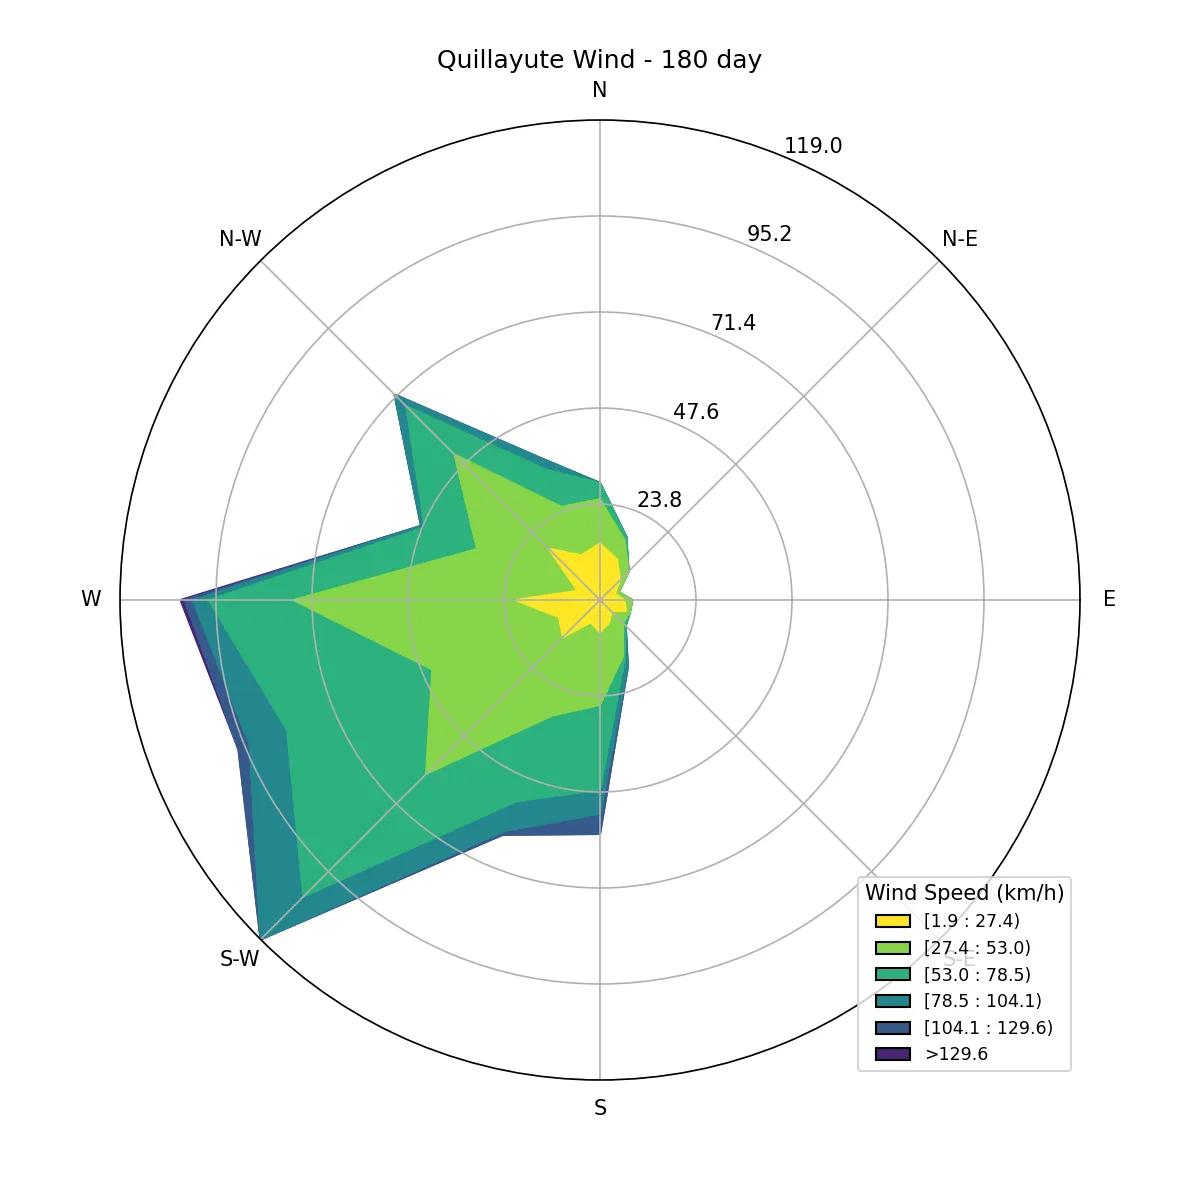 Quillayute Wind - 180 day
N
119.0
95.2
N-W
N-E
71.4
47.6
23.8
W
E
Wind Speed (km/h)
[1.9 : 27.4)
[27.4 : 53.0)
S-W
S-E
[53.0 : 78.5)
[78.5 : 104.1)
[104.1 : 129.6)
>129.6
S